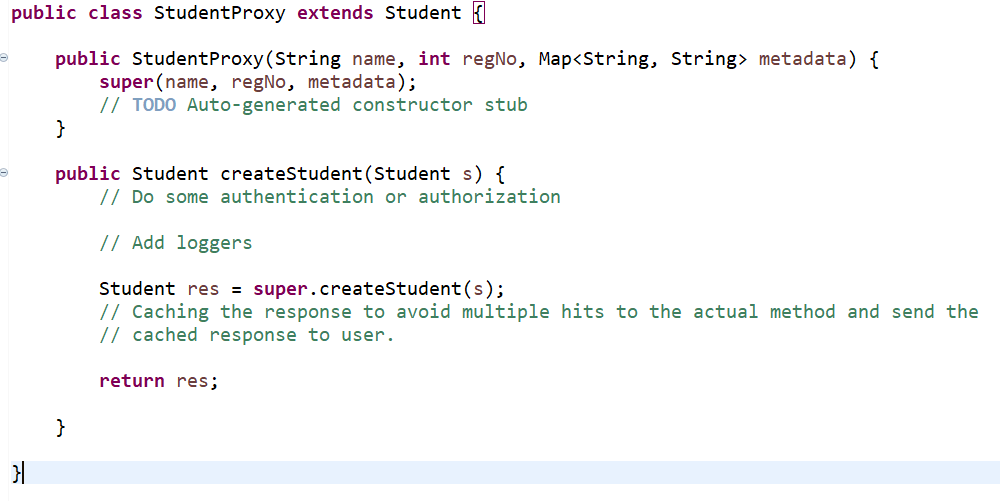 public class StudentProxy extends Student {
public StudentProxy(String name, int regNo, Map<String, String> metadata) {
super(name, regNo, metadata);
// TODO Auto-generated constructor stub
}
public Student createStudent(Student s) {
// Do some authentication or authorization
// Add loggers
Student res = super.createStudent(s);
// Caching the response to avoid multiple hits to the actual method and send the
// cached response to user.
return res;
}
}